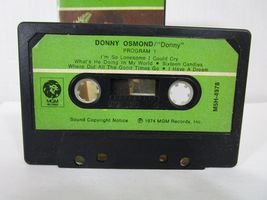 DONNY OSMOND/"Donny"
PROGRAM 1
I'm So Lonesome I Could Cry
What's He Doing In My World • Sixteen Candles
Where Did All The Good Times Go • I Have A Dream
MGM
MSH-4978
Sound Copyright Notice ℗ 1974 MGM Records, Inc.